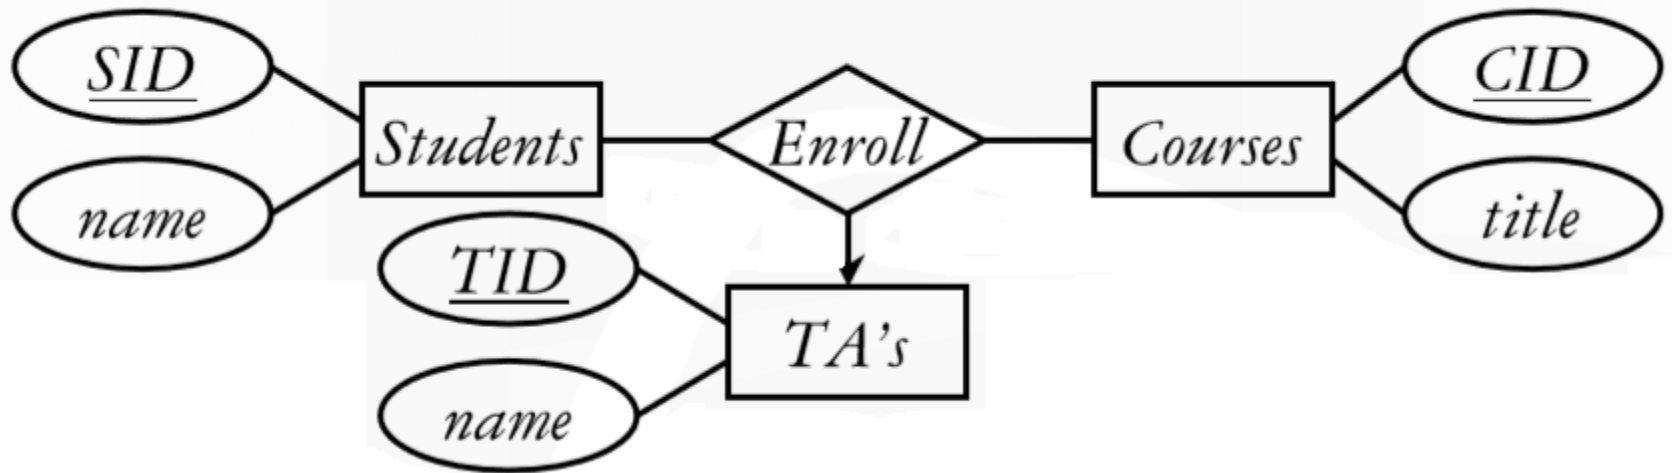 SID
name
Students
Enroll
Courses
CID
title
TID
name
TA's